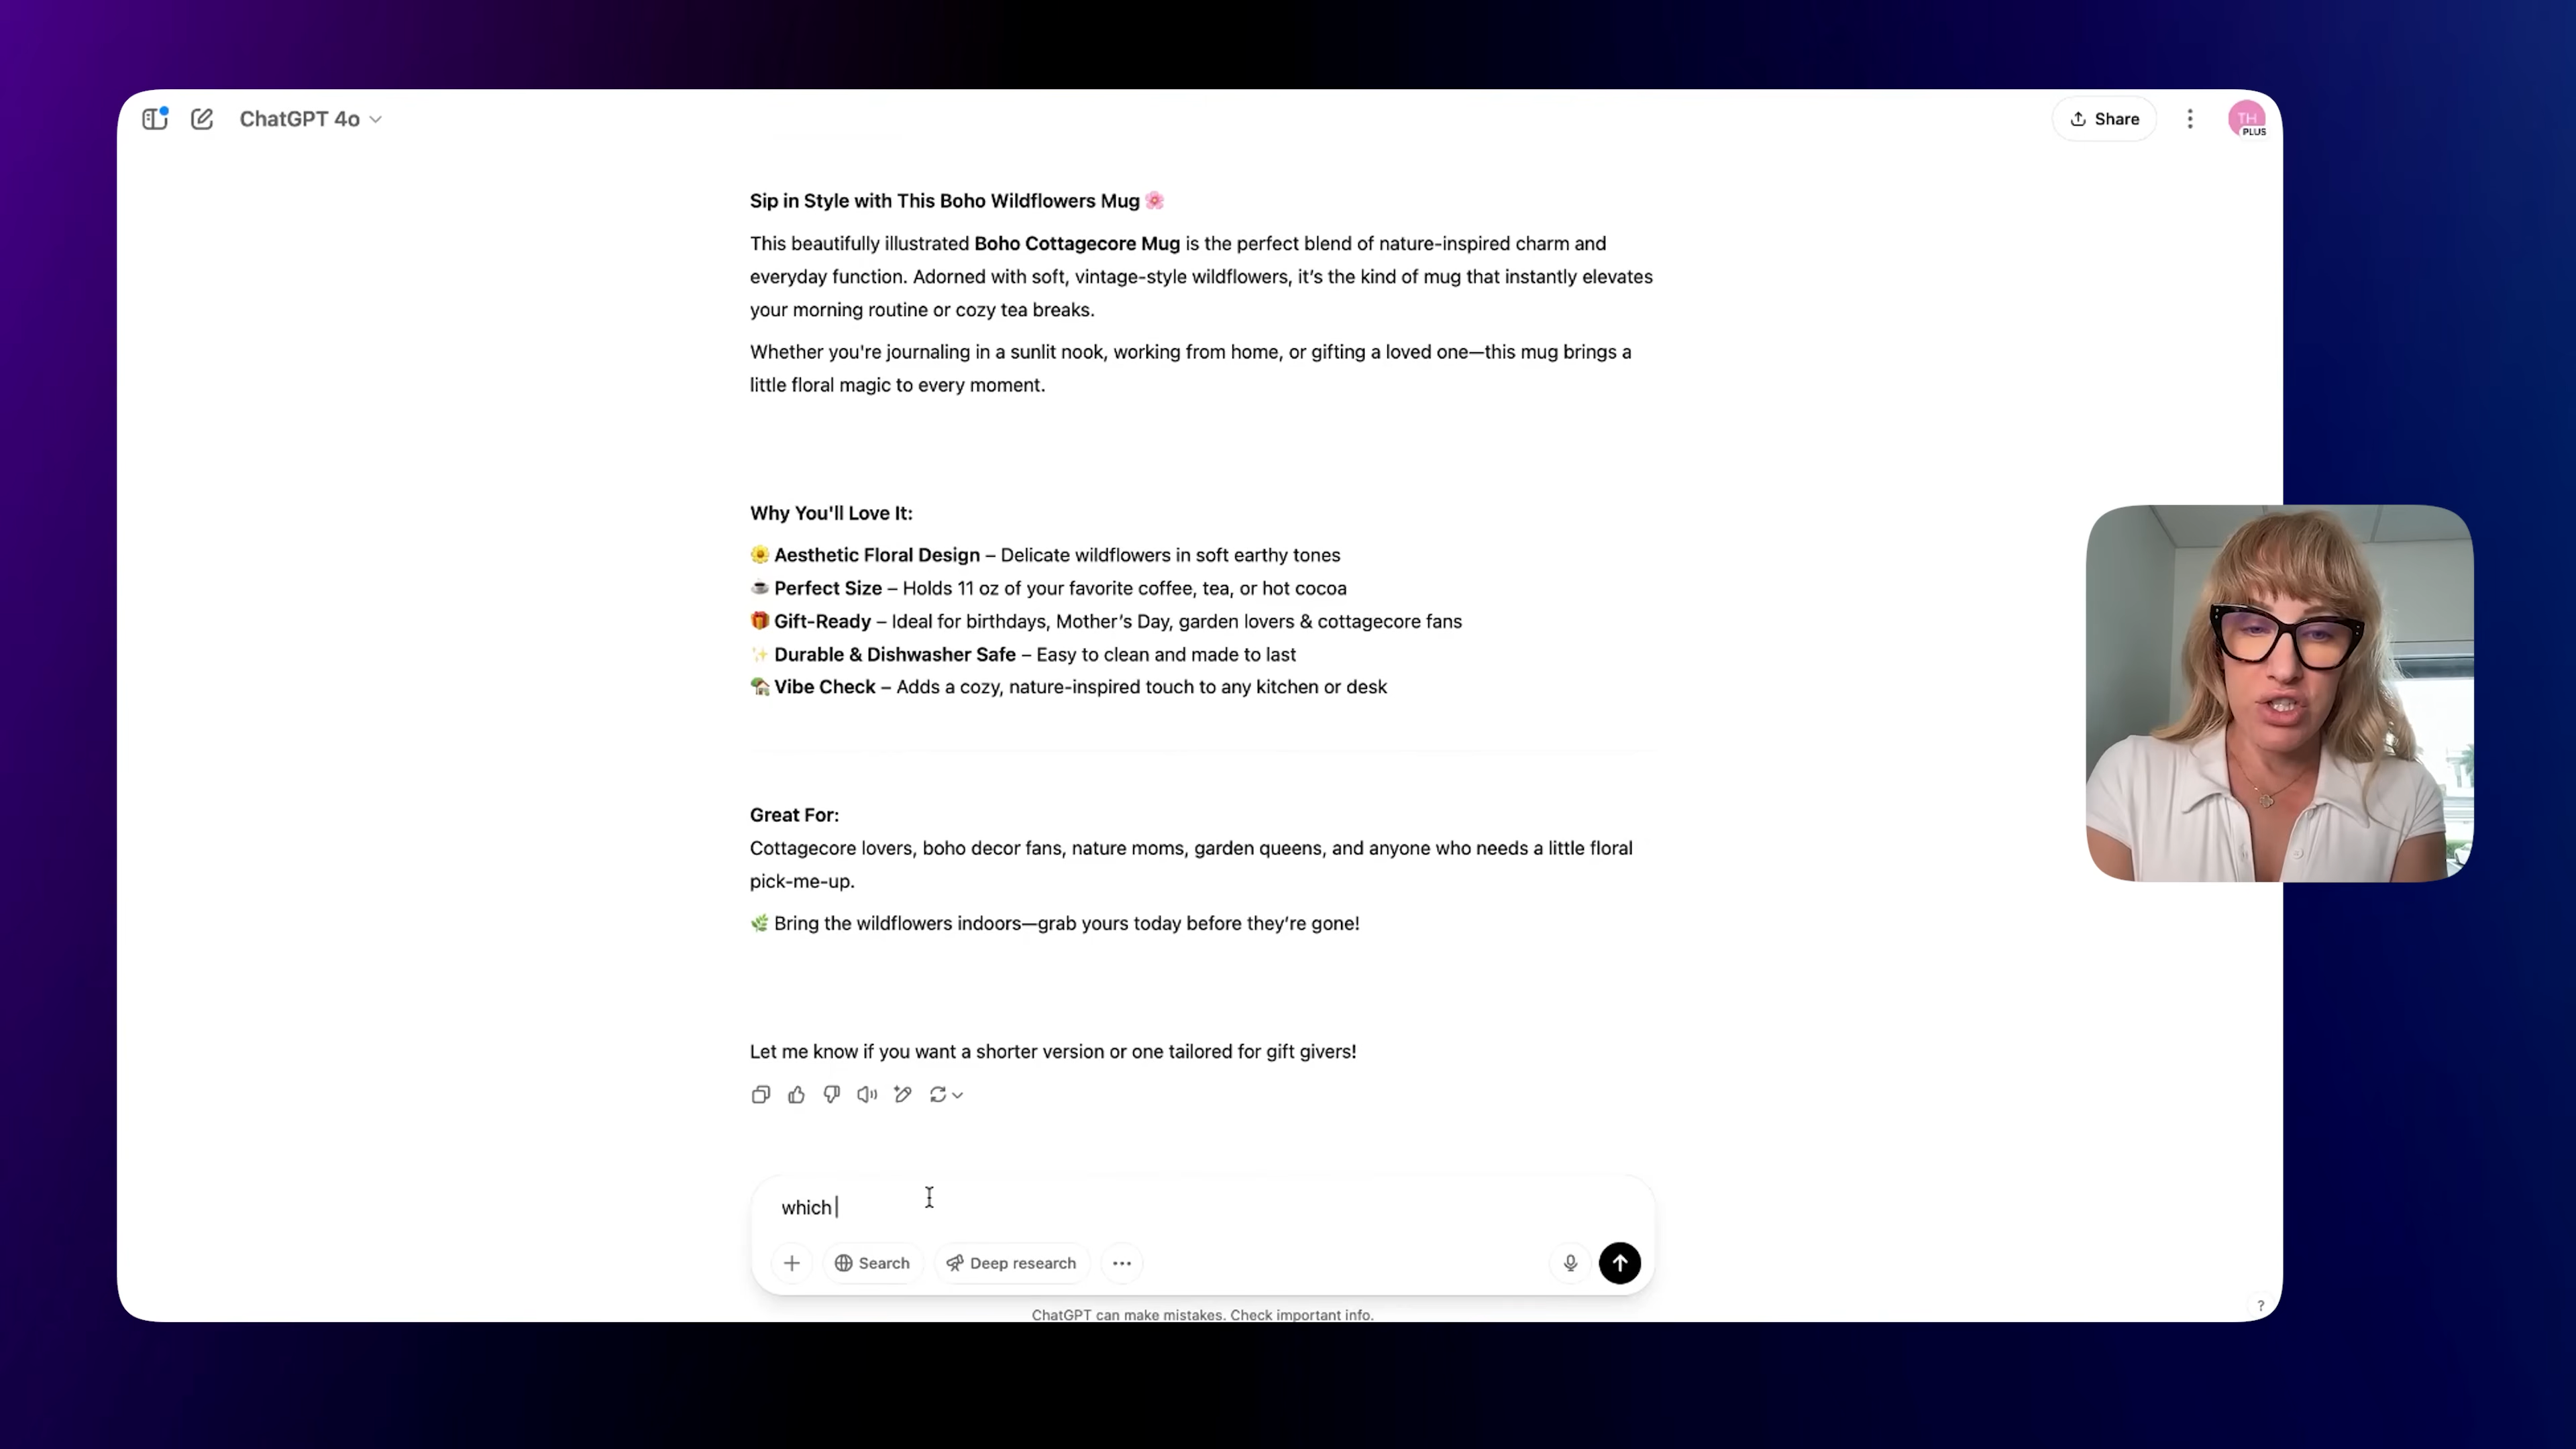 ChatGPT 4o
Share
TH
PLUS
Sip in Style with This Boho Wildflowers Mug 🌸
This beautifully illustrated Boho Cottagecore Mug is the perfect blend of nature-inspired charm and
everyday function. Adorned with soft, vintage-style wildflowers, it’s the kind of mug that instantly elevates
your morning routine or cozy tea breaks.
Whether you're journaling in a sunlit nook, working from home, or gifting a loved one—this mug brings a
little floral magic to every moment.
Why You'll Love It:
🌼 Aesthetic Floral Design – Delicate wildflowers in soft earthy tones
☕ Perfect Size – Holds 11 oz of your favorite coffee, tea, or hot cocoa
🎁 Gift-Ready – Ideal for birthdays, Mother’s Day, garden lovers & cottagecore fans
✨ Durable & Dishwasher Safe – Easy to clean and made to last
🏡 Vibe Check – Adds a cozy, nature-inspired touch to any kitchen or desk
Great For:
Cottagecore lovers, boho decor fans, nature moms, garden queens, and anyone who needs a little floral
pick-me-up.
🌿 Bring the wildflowers indoors—grab yours today before they’re gone!
Let me know if you want a shorter version or one tailored for gift givers!
which
Search
Deep research
ChatGPT can make mistakes. Check important info.
?